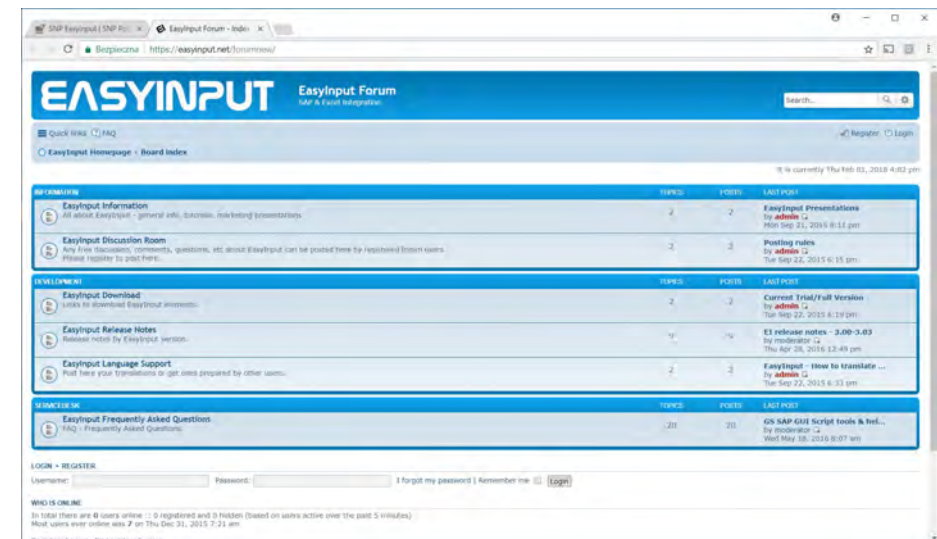 SNP EasyInput | SNP Po
EasyInput Forum - Index
Bezpieczna https://easyinput.net/forumnew/
EASYINPUT
EasyInput Forum
SAP & Excel Integration
Search...
Quick links FAQ
Register Login
EasyInput Homepage ‹ Board index
It is currently Thu Feb 01, 2018 4:02 pm
INFORMATION TOPICS POSTS LAST POST
EasyInput Information
All about EasyInput - general info, tutorials, marketing presentations.
2 2
EasyInput Presentations
by admin
Mon Sep 21, 2015 8:11 pm
EasyInput Discussion Room
Any free discussion, comments, questions, etc about EasyInput can be posted here by registered forum users.
Please register to post here.
2 2
Posting rules
by admin
Tue Sep 22, 2015 6:15 pm
DEVELOPMENT TOPICS POSTS LAST POST
EasyInput Download
Links to download EasyInput
2 2
Current Trial/Full Version
by admin
Tue Sep 22, 2015 6:19 pm
EasyInput Release Notes
Release notes by EasyInput version.
9 9
EI release notes - 3.00-3.03
by moderator
Thu Apr 28, 2016 12:49 pm
EasyInput Language Support
Post here your translations or get ones prepared by other users.
2 2
EasyInput - How to translate ...
by admin
Tue Sep 22, 2015 6:33 pm
SERVICEDESK TOPICS POSTS LAST POST
EasyInput Frequently Asked Questions
FAQ - Frequently Asked Questions.
20 20
GS SAP GUI Script tools & hel...
by moderator
Wed May 18, 2016 8:07 am
LOGIN • REGISTER
Username: Password: I forgot my password | Remember me Login
WHO IS ONLINE
In total there are 0 users online :: 0 registered and 0 hidden (based on users active over the past 5 minutes)
Most users ever online was 7 on Thu Dec 31, 2015 7:21 am